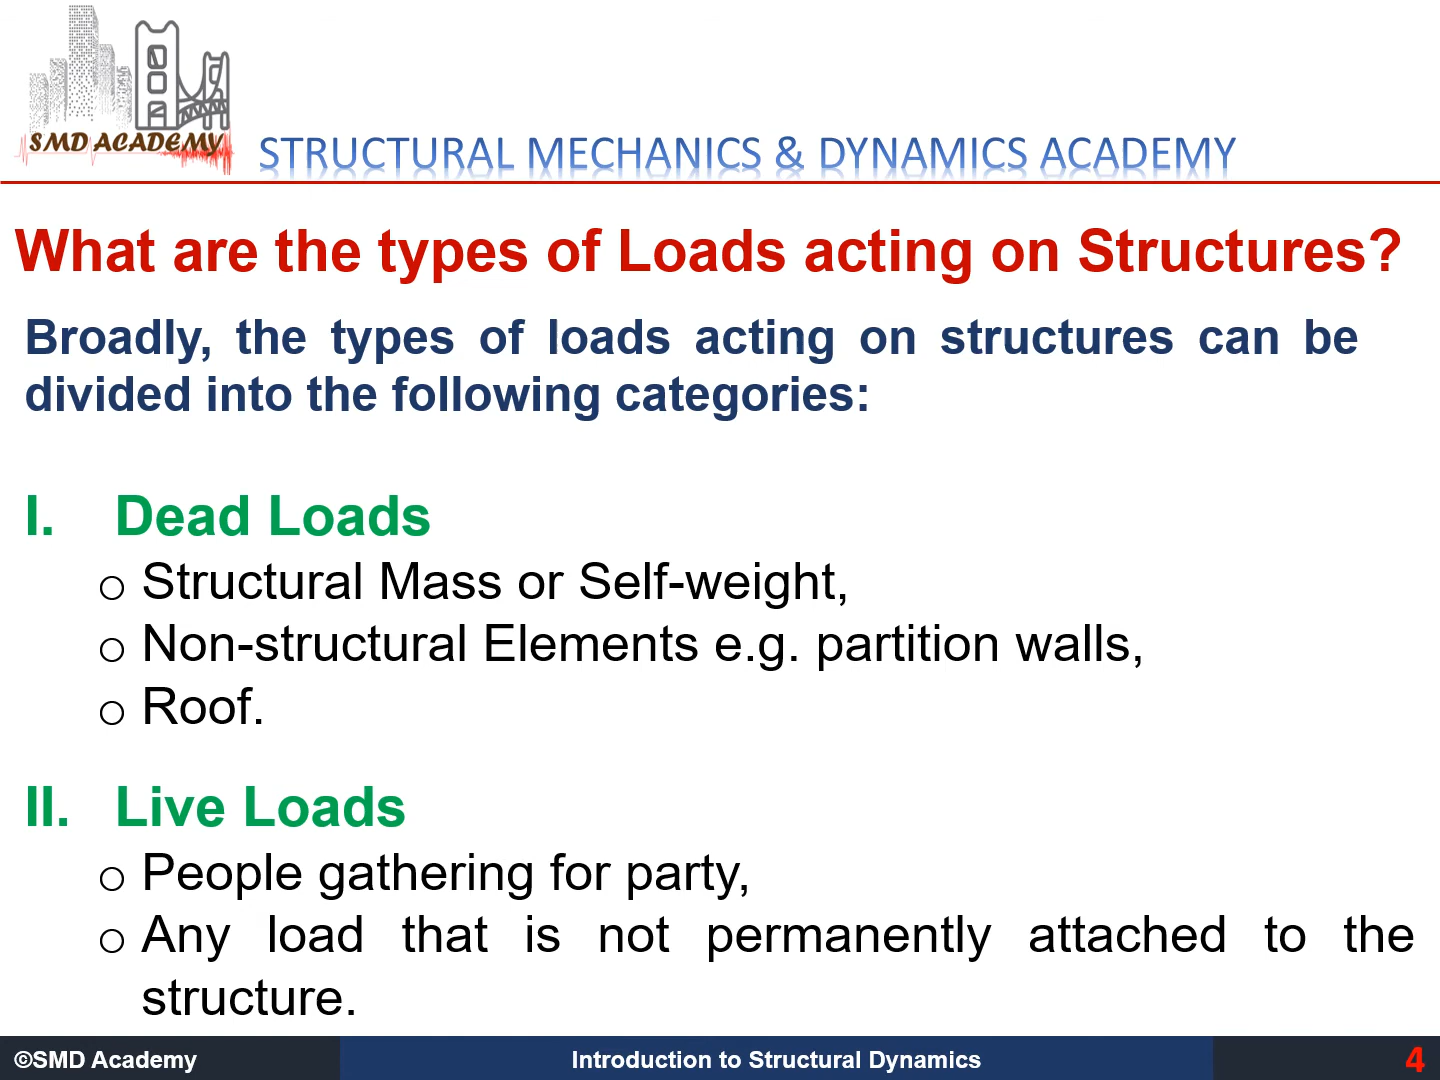 SMD ACADEMY
STRUCTURAL MECHANICS & DYNAMICS ACADEMY
What are the types of Loads acting on Structures?
Broadly, the types of loads acting on structures can be
divided into the following categories:
I. Dead Loads
o Structural Mass or Self-weight,
o Non-structural Elements e.g. partition walls,
o Roof.
II. Live Loads
o People gathering for party,
o Any load that is not permanently attached to the
structure.
©SMD Academy
Introduction to Structural Dynamics
4